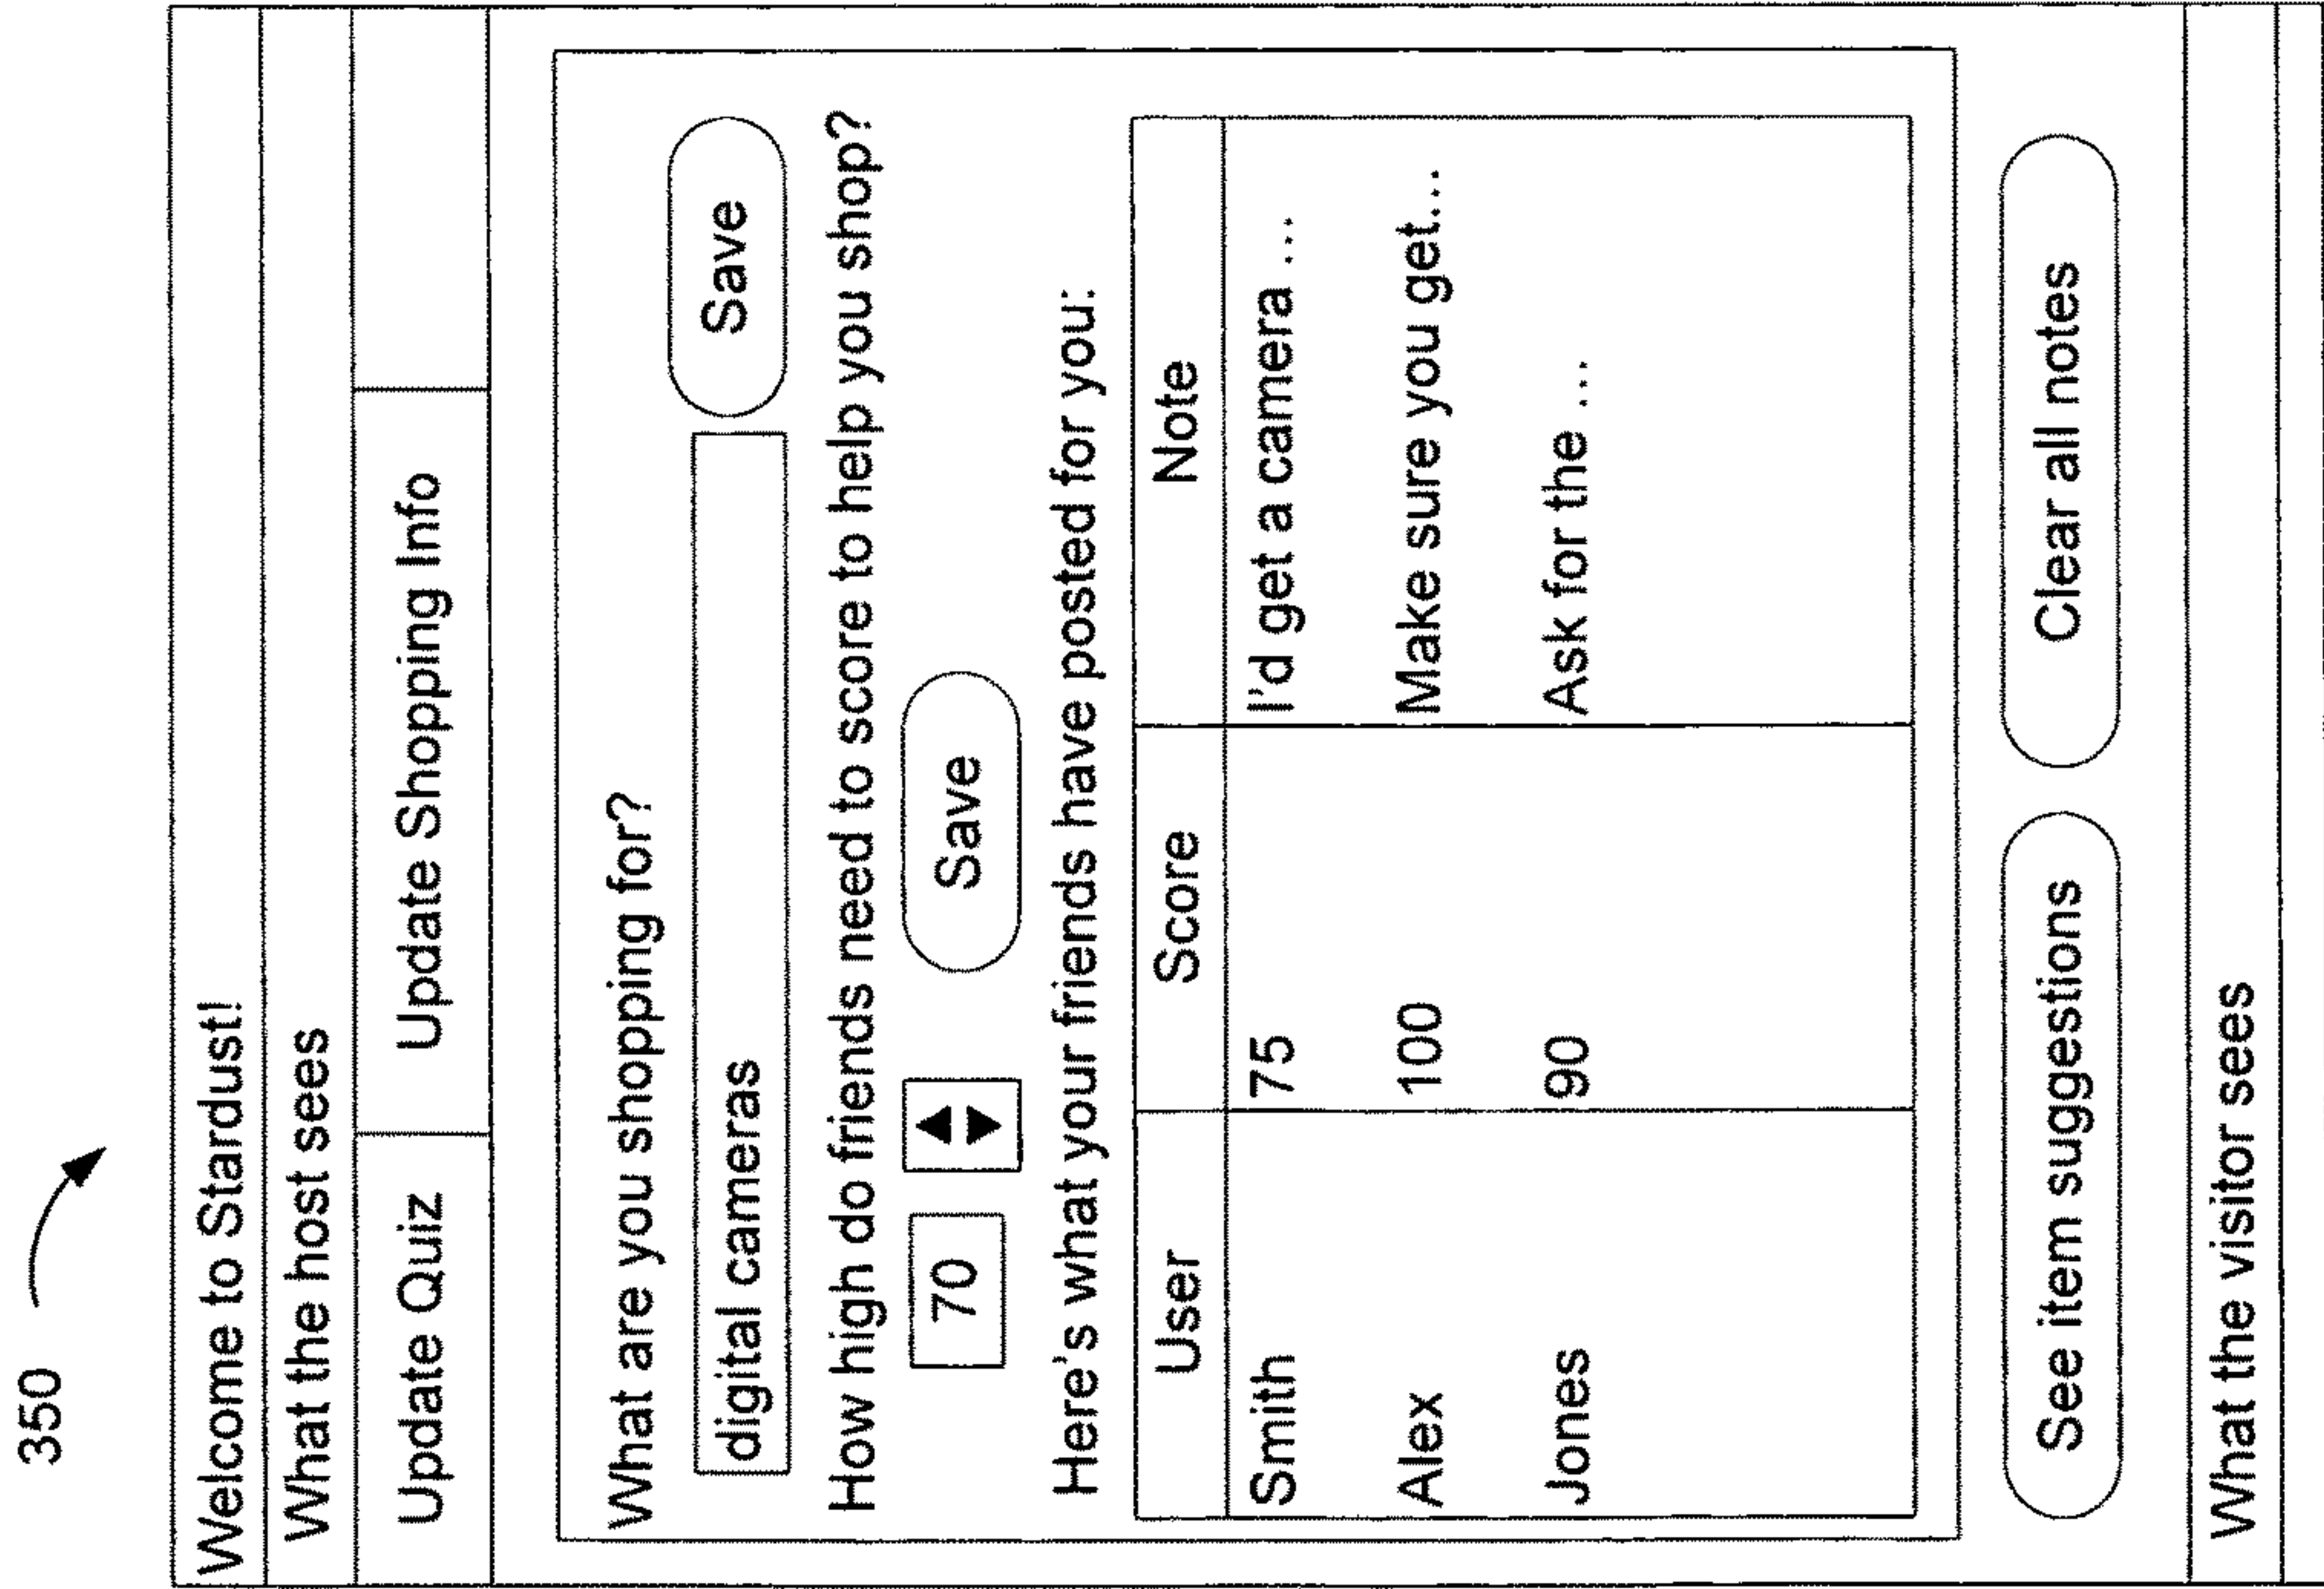 350
Welcome to Stardust!
What the host sees
Update Quiz Update Shopping Info
What are you shopping for?
digital cameras Save
How high do friends need to score to help you shop?
70 Save
Here's what your friends have posted for you:
User Score Note
Smith 75 I'd get a camera ...
Alex 100 Make sure you get...
Jones 90 Ask for the ...
See item suggestions Clear all notes
What the visitor sees